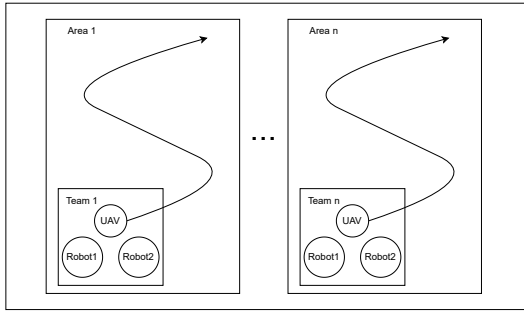 Area 1
Area n
...
Team 1
Team n
UAV
UAV
Robot1
Robot2
Robot1
Robot2